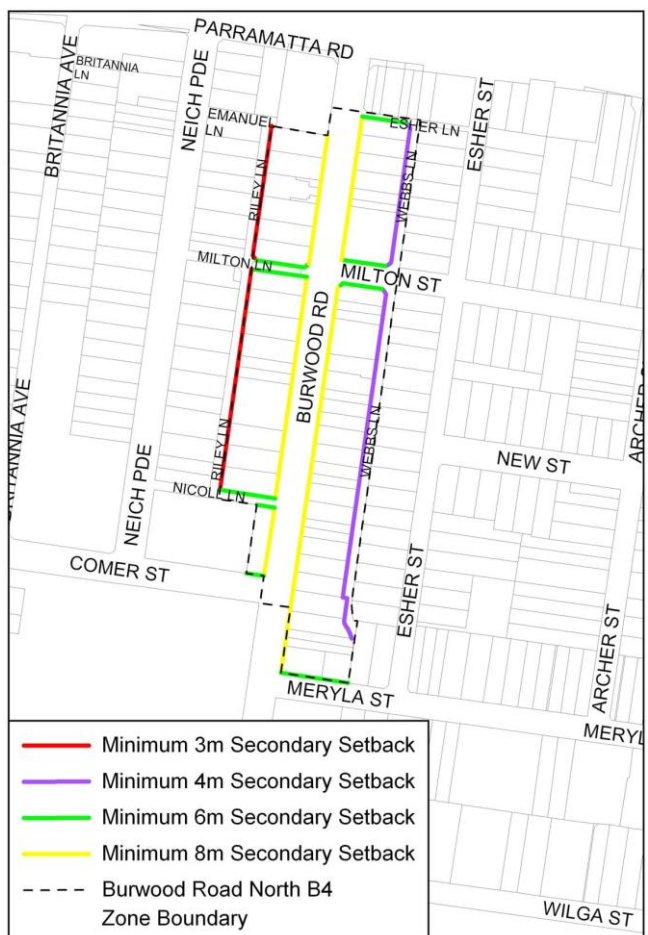 PARRAMATTA RD
BRITANNIA AVE
BRITANNIA
LN
NEICH PDE
EMANUEL
LN
ESHER LN
ESHER ST
RILEY LN
WEBBS LN
MILTON LN
MILTON ST
BURWOOD RD
ARCHER S
BRITANNIA AVE
RILEY LN
WEBBS LN
NEW ST
NEICH PDE
NICOLL LN
COMER ST
ESHER ST
ARCHER ST
MERYLA ST
MERYL
Minimum 3m Secondary Setback
Minimum 4m Secondary Setback
Minimum 6m Secondary Setback
Minimum 8m Secondary Setback
Burwood Road North B4
Zone Boundary
WILGA ST